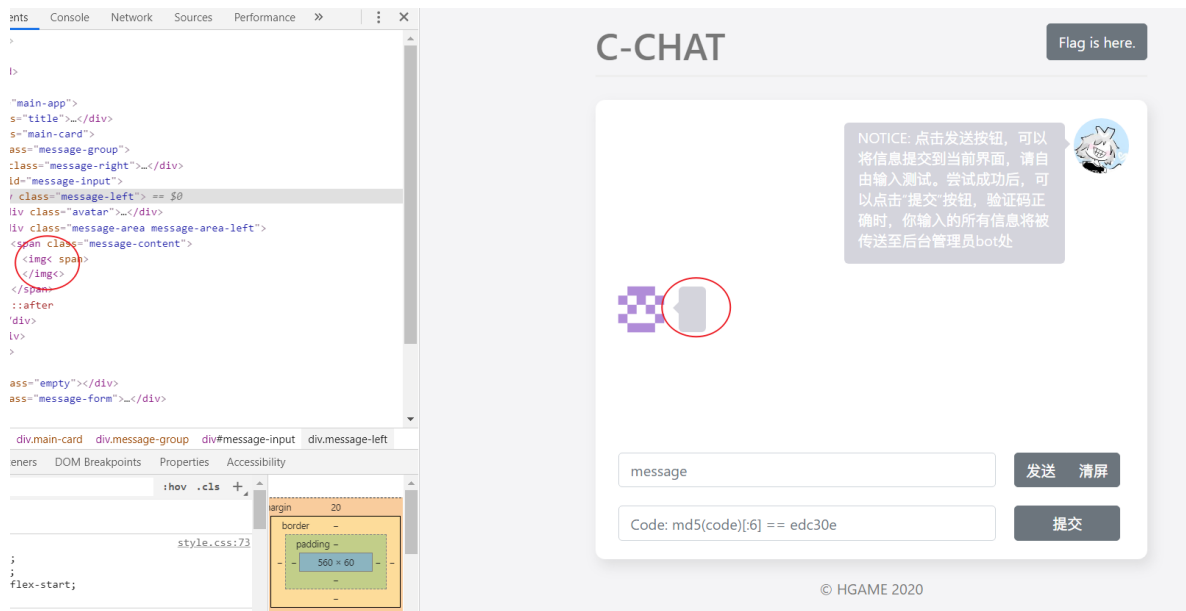 ents Console Network Sources Performance »
>
l>
"main-app">
s="title">…</div>
s="main-card">
ass="message-group">
class="message-right">…</div>
id="message-input">
class="message-left"> == $0
div class="avatar">…</div>
div class="message-area message-area-left">
<span class="message-content">
<img< span>
</img<>
</span>
::after
/div>
iv>
>
ass="empty"></div>
ass="message-form">…</div>
div.main-card div.message-group div#message-input div.message-left
eners DOM Breakpoints Properties Accessibility
:hov .cls +
style.css:73
;
;
flex-start;
argin 20
border –
padding –
– – 560 × 60 – –
–
–
C-CHAT
Flag is here.
NOTICE: 点击发送按钮，可以
将信息提交到当前界面，请自
由输入测试。尝试成功后，可
以点击“提交”按钮，验证码正
确时，你输入的所有信息将被
传送至后台管理员bot处
message
发送 清屏
Code: md5(code)[:6] == edc30e
提交
© HGAME 2020